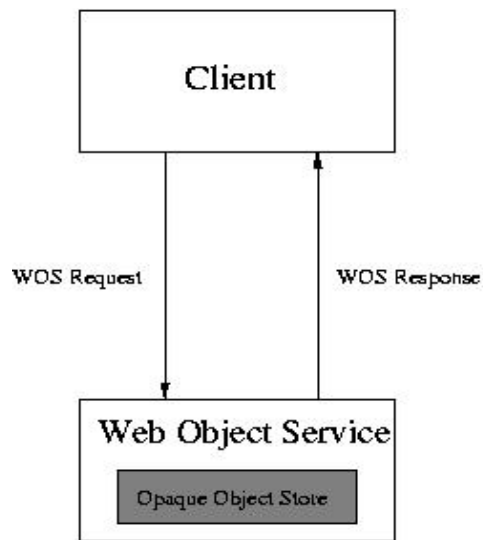 Client
WOS Request
WOS Response
Web Object Service
Opaque Object Store